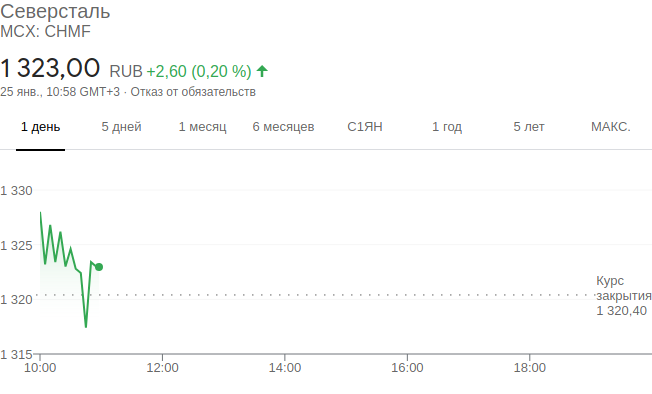 Северсталь
MCX: CHMF
1 323,00 RUB +2,60 (0,20 %)
25 янв., 10:58 GMT+3 · Отказ от обязательств
1 день 5 дней 1 месяц 6 месяцев С1ЯН 1 год 5 лет МАКС.
1 330
1 325
1 320
1 315
Курс
закрытия
1 320,40
10:00 12:00 14:00 16:00 18:00